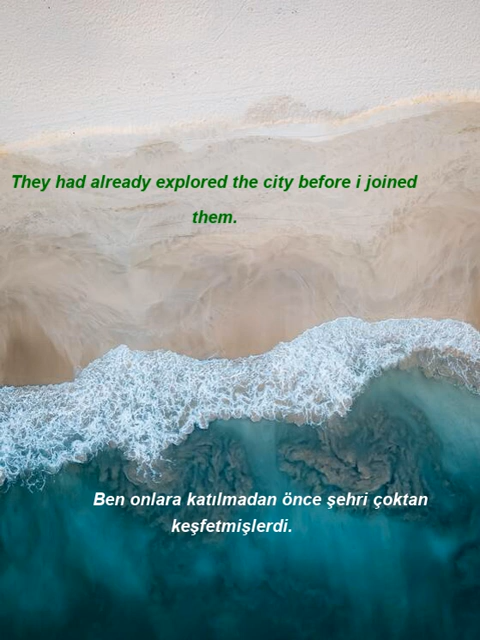 They had already explored the city before i joined
them.
Ben onlara katılmadan önce şehri çoktan
keşfetmişlerdi.